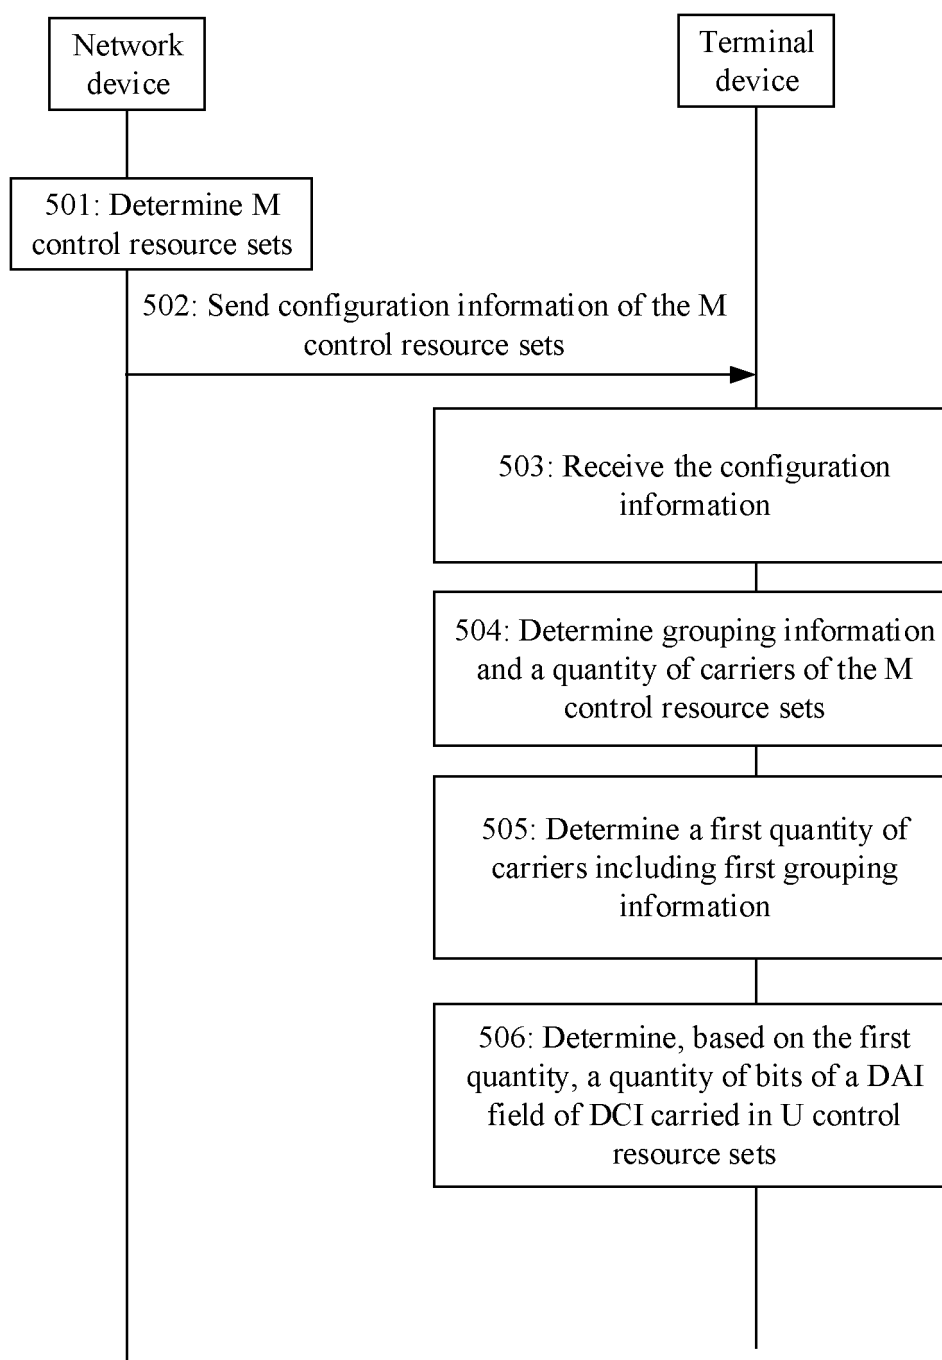 Network
device
Terminal
device
501: Determine M
control resource sets
502: Send configuration information of the M
control resource sets
503: Receive the configuration
information
504: Determine grouping information
and a quantity of carriers of the M
control resource sets
505: Determine a first quantity of
carriers including first grouping
information
506: Determine, based on the first
quantity, a quantity of bits of a DAI
field of DCI carried in U control
resource sets